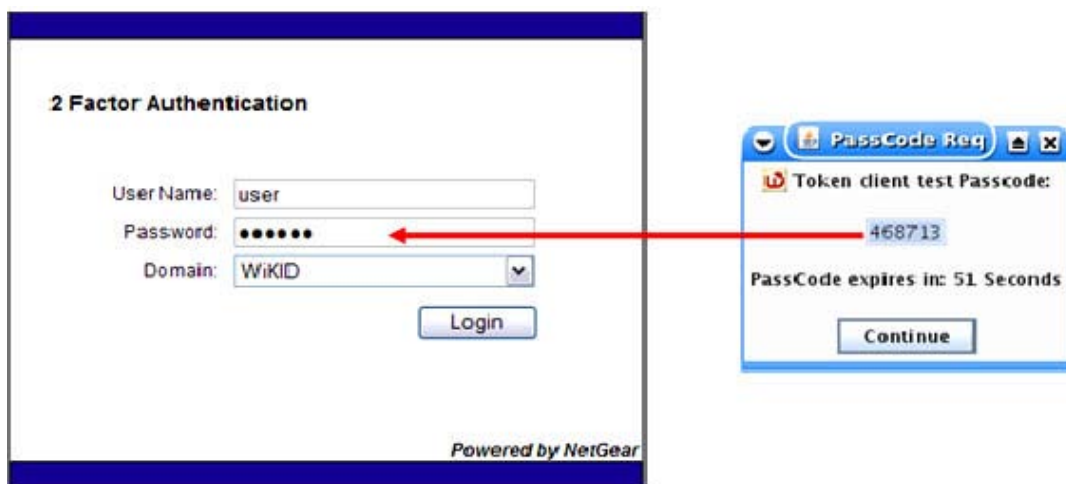 2 Factor Authentication
User Name: user
Password: ••••••
Domain: WiKID
Login
Powered by NetGear
PassCode Req
Token client test Passcode:
468713
PassCode expires in: 51 Seconds
Continue